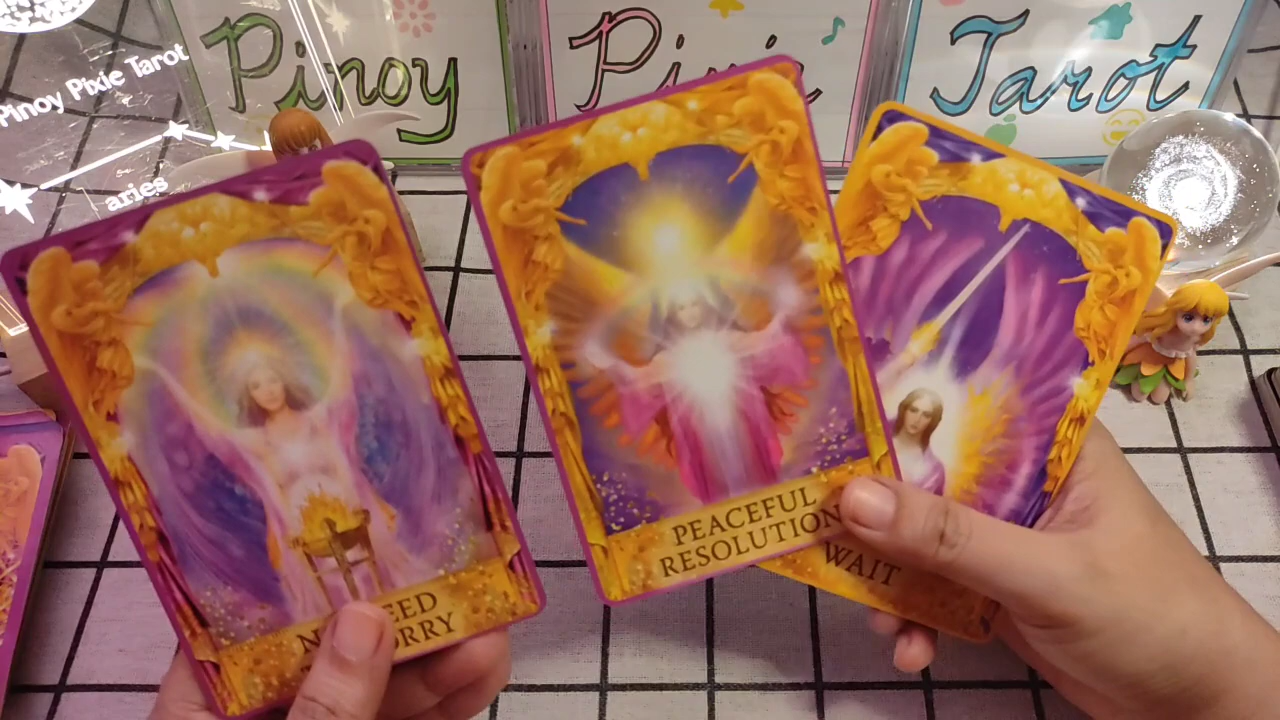 Pinoy
Tarot
Pinoy Pixie Tarot
aries
PEACEFUL
RESOLUTION
WAIT